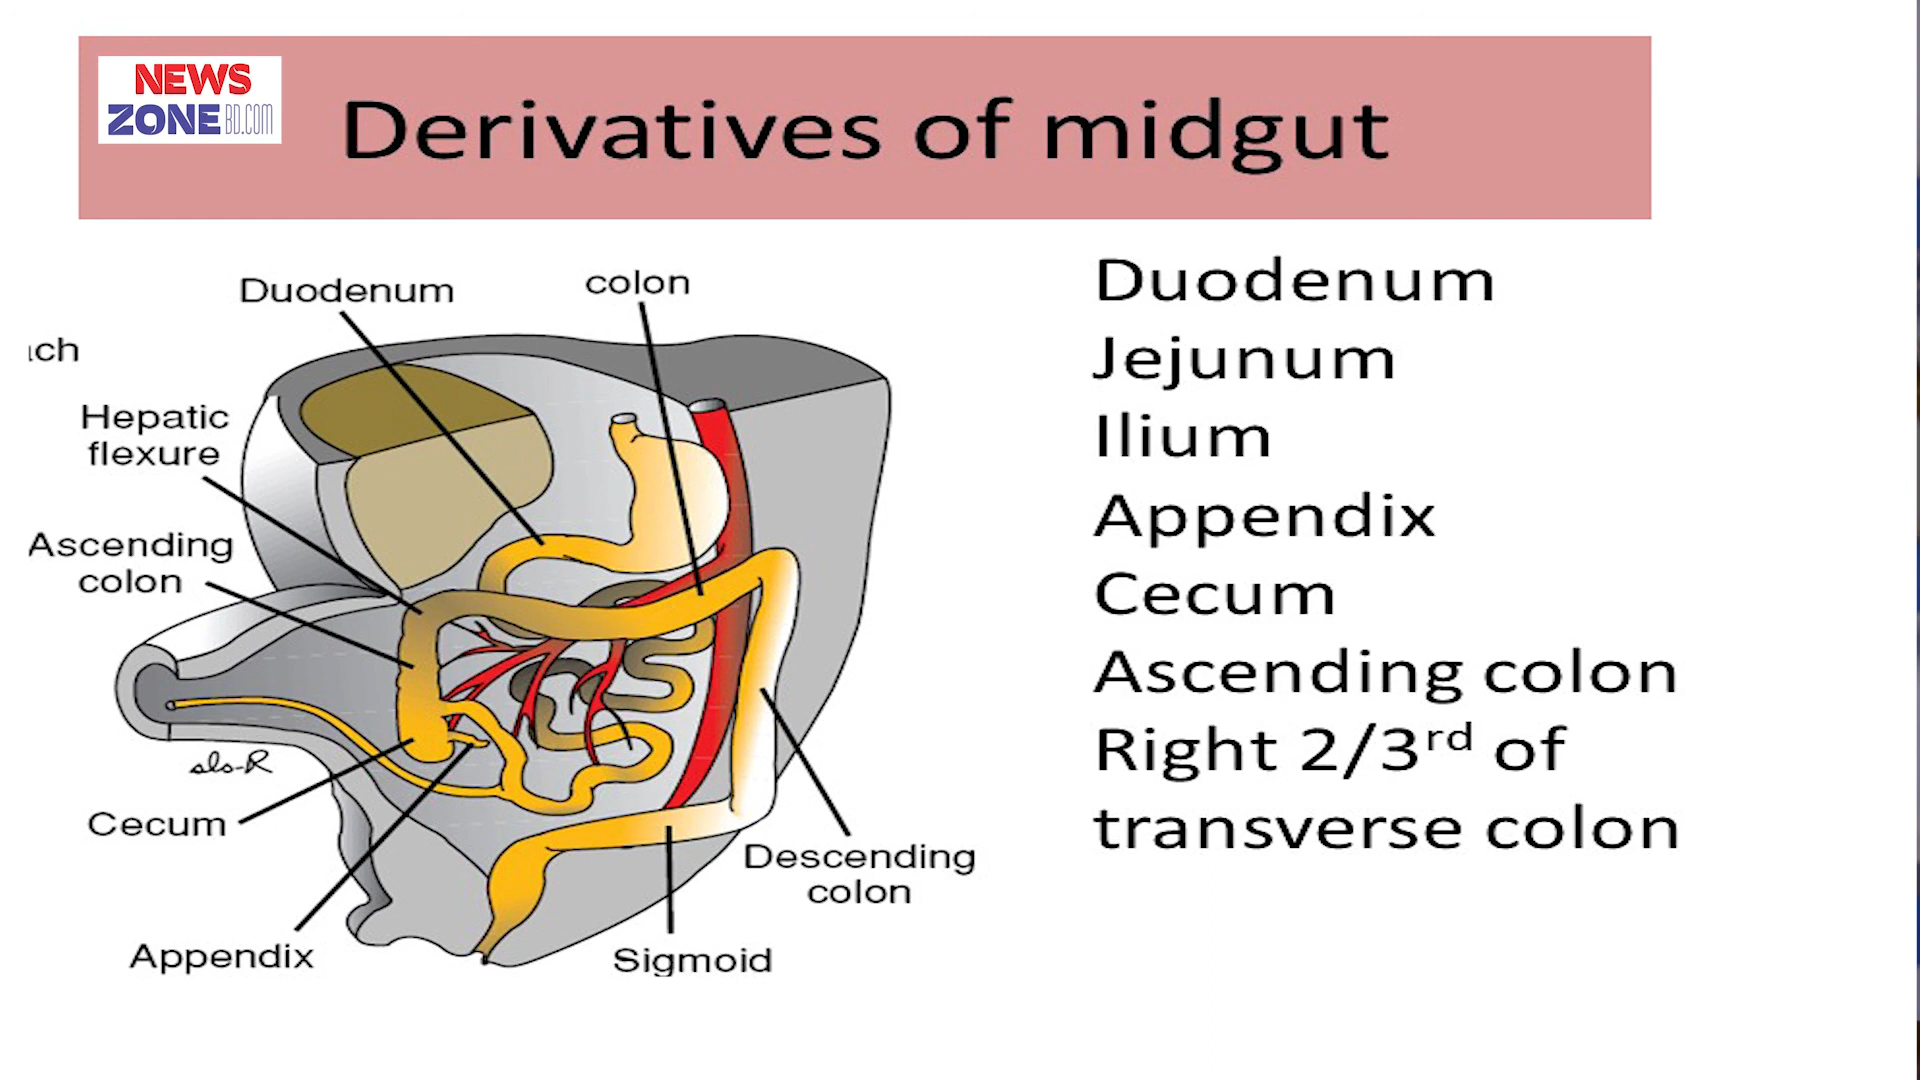 NEWS
ZONE BD.COM
Derivatives of midgut
Duodenum
colon
ch
Hepatic
flexure
Ascending
colon
Cecum
Appendix
Sigmoid
Descending
colon
Duodenum
Jejunum
Ilium
Appendix
Cecum
Ascending colon
Right 2/3rd of
transverse colon